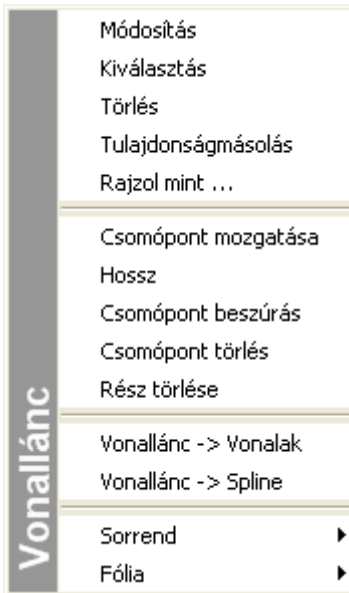 Módosítás
Kiválasztás
Törlés
Tulajdonságmásolás
Rajzol mint ...
Csomópont mozgatása
Hossz
Csomópont beszúrás
Csomópont törlés
Rész törlése
Vonallánc -> Vonalak
Vonallánc -> Spline
Sorrend
Fólia
Vonallánc